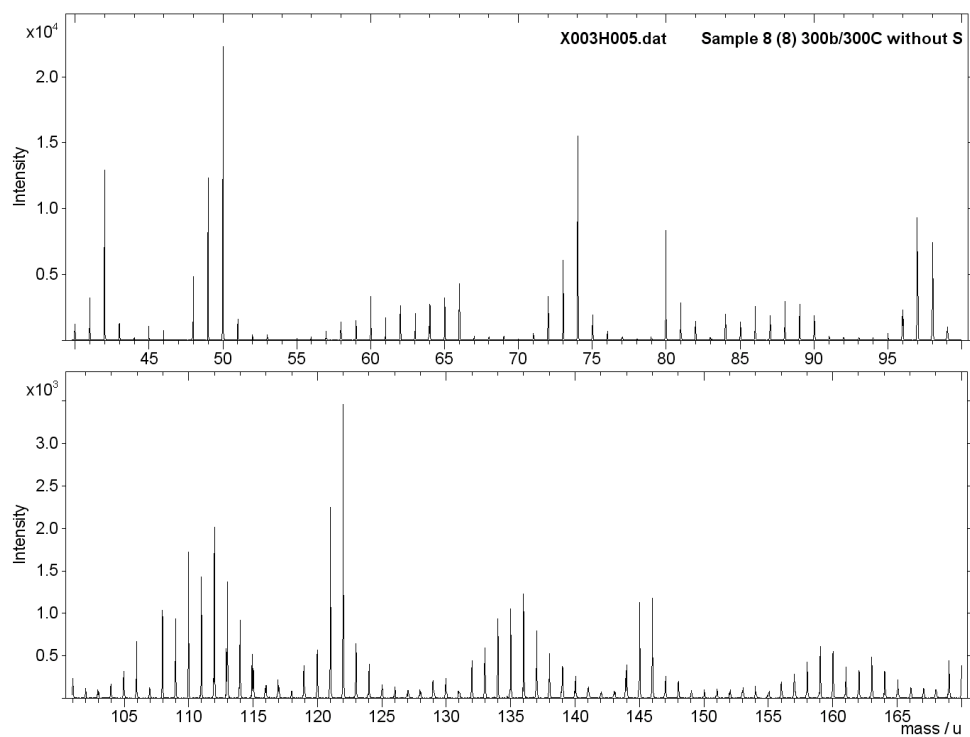 x10⁴
X003H005.dat Sample 8 (8) 300b/300C without S
2.0
1.5
1.0
0.5
Intensity
45 50 55 60 65 70 75 80 85 90 95
x10³
3.0
2.5
2.0
1.5
1.0
0.5
Intensity
105 110 115 120 125 130 135 140 145 150 155 160 165
mass / u